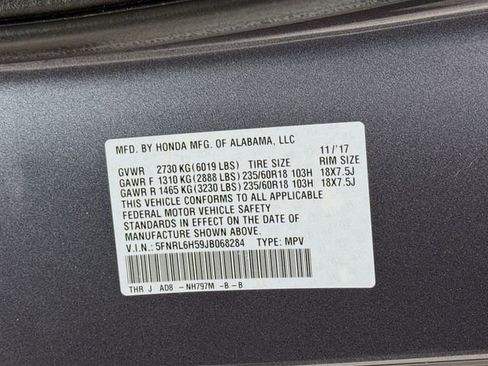 MFD. BY HONDA MFG. OF ALABAMA, LLC
11/'17
GVWR 2730 KG(6019 LBS) TIRE SIZE RIM SIZE
GAWR F 1310 KG(2888 LBS)235/60R18 103H 18X7.5J
GAWR R 1465 KG(3230 LBS)235/60R18 103H 18X7.5J
THIS VEHICLE CONFORMS TO ALL APPLICABLE
FEDERAL MOTOR VEHICLE SAFETY
STANDARDS IN EFFECT ON THE DATE OF
MANUFACTURE SHOWN ABOVE.
V.I.N.: 5FNRL6H59JB068284 TYPE: MPV
THR J AD8 -NH797M -B -B